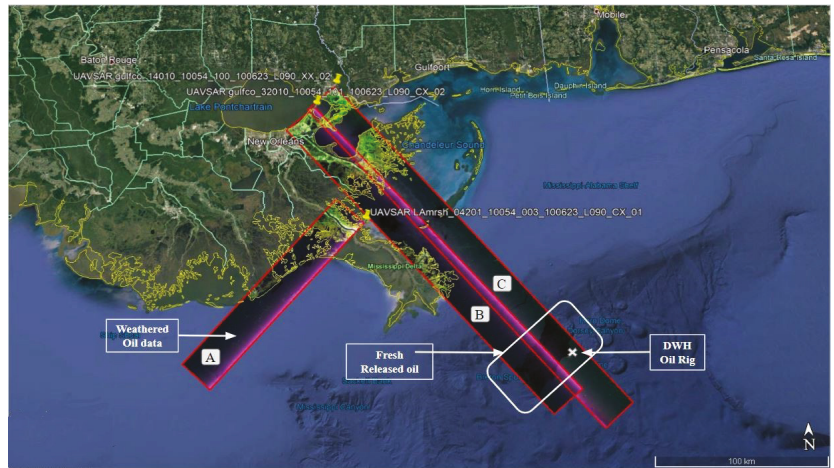 Mobile
Pensacola
Santa Rosa Island
Baton Rouge
Gulfport
UAVSAR gulfco_14010_10054_100_100623_L090_XX_02
Dauphin Island
UAVSAR gulfco_32010_10054_101_100623_L090_CX_02
Horn Island
Petit Bois Island
Lake Pontchartrain
New Orleans
Chandeleur Sound
Mississippi-Alabama Shelf
UAVSAR LAmrsh_04201_10054_003_100623_L090_CX_01
Mississippi Delta
C
B
Weathered
Oil data
A
Fresh
Released oil
DWH
Oil Rig
Mississippi Canyon
N
100 km